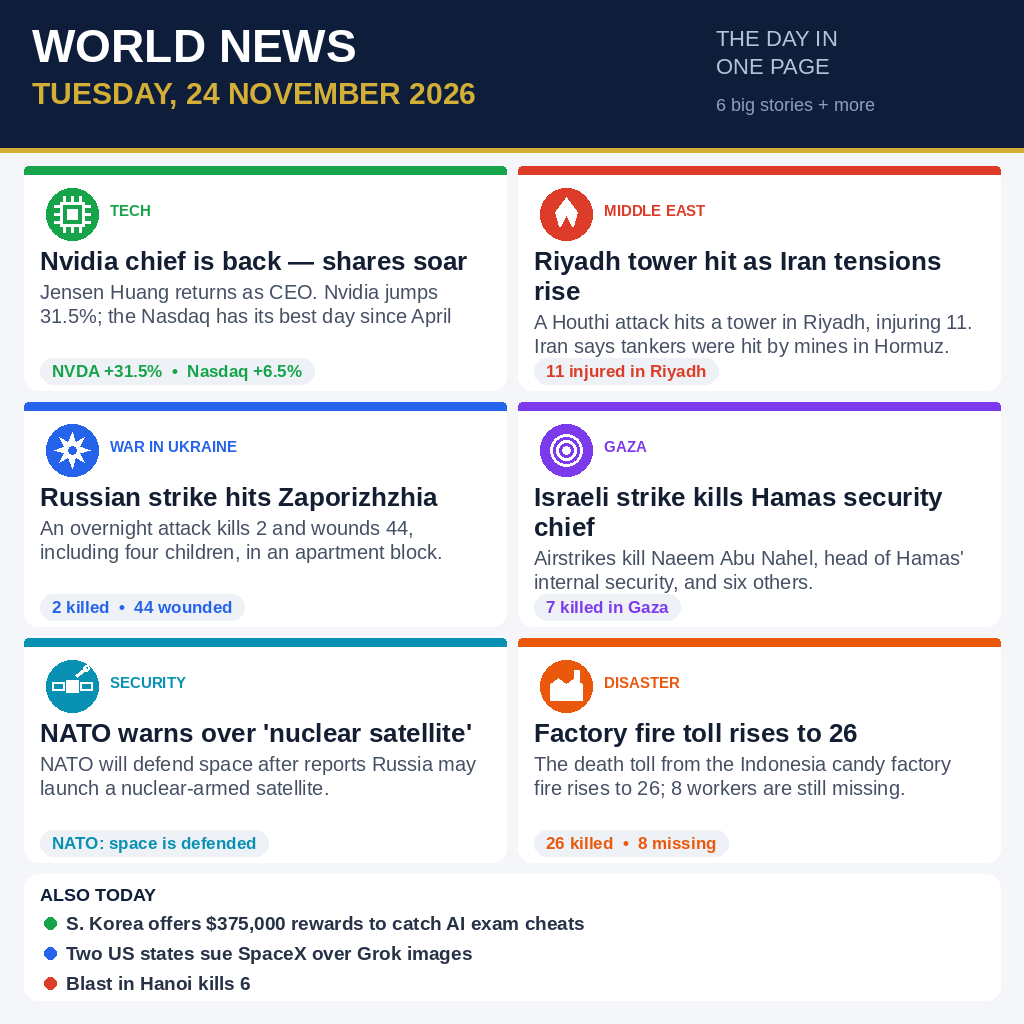 WORLD NEWS
TUESDAY, 24 NOVEMBER 2026
THE DAY IN
ONE PAGE
6 big stories + more
TECH
Nvidia chief is back — shares soar
Jensen Huang returns as CEO. Nvidia jumps
31.5%; the Nasdaq has its best day since April
NVDA +31.5% • Nasdaq +6.5%
MIDDLE EAST
Riyadh tower hit as Iran tensions
rise
A Houthi attack hits a tower in Riyadh, injuring 11.
Iran says tankers were hit by mines in Hormuz.
11 injured in Riyadh
WAR IN UKRAINE
Russian strike hits Zaporizhzhia
An overnight attack kills 2 and wounds 44,
including four children, in an apartment block.
2 killed • 44 wounded
GAZA
Israeli strike kills Hamas security
chief
Airstrikes kill Naeem Abu Nahel, head of Hamas'
internal security, and six others.
7 killed in Gaza
SECURITY
NATO warns over 'nuclear satellite'
NATO will defend space after reports Russia may
launch a nuclear-armed satellite.
NATO: space is defended
DISASTER
Factory fire toll rises to 26
The death toll from the Indonesia candy factory
fire rises to 26; 8 workers are still missing.
26 killed • 8 missing
ALSO TODAY
S. Korea offers $375,000 rewards to catch AI exam cheats
Two US states sue SpaceX over Grok images
Blast in Hanoi kills 6